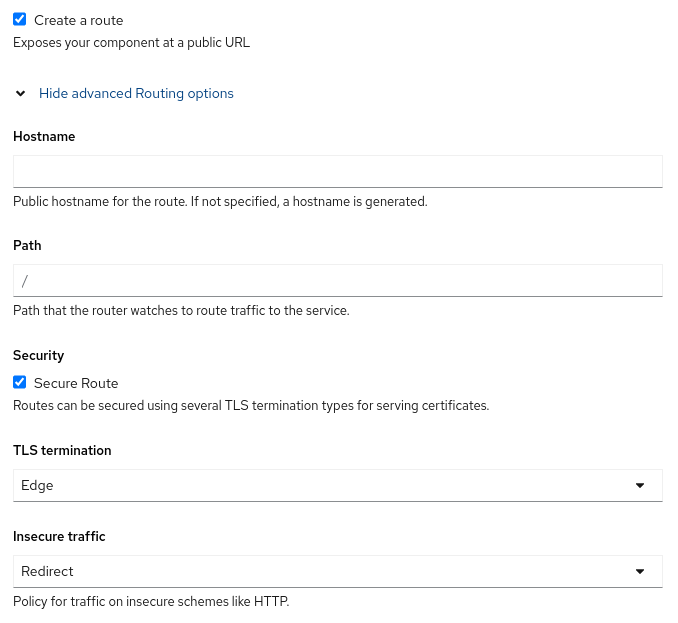 Create a route
Exposes your component at a public URL
Hide advanced Routing options
Hostname
Public hostname for the route. If not specified, a hostname is generated.
Path
/
Path that the router watches to route traffic to the service.
Security
Secure Route
Routes can be secured using several TLS termination types for serving certificates.
TLS termination
Edge
Insecure traffic
Redirect
Policy for traffic on insecure schemes like HTTP.